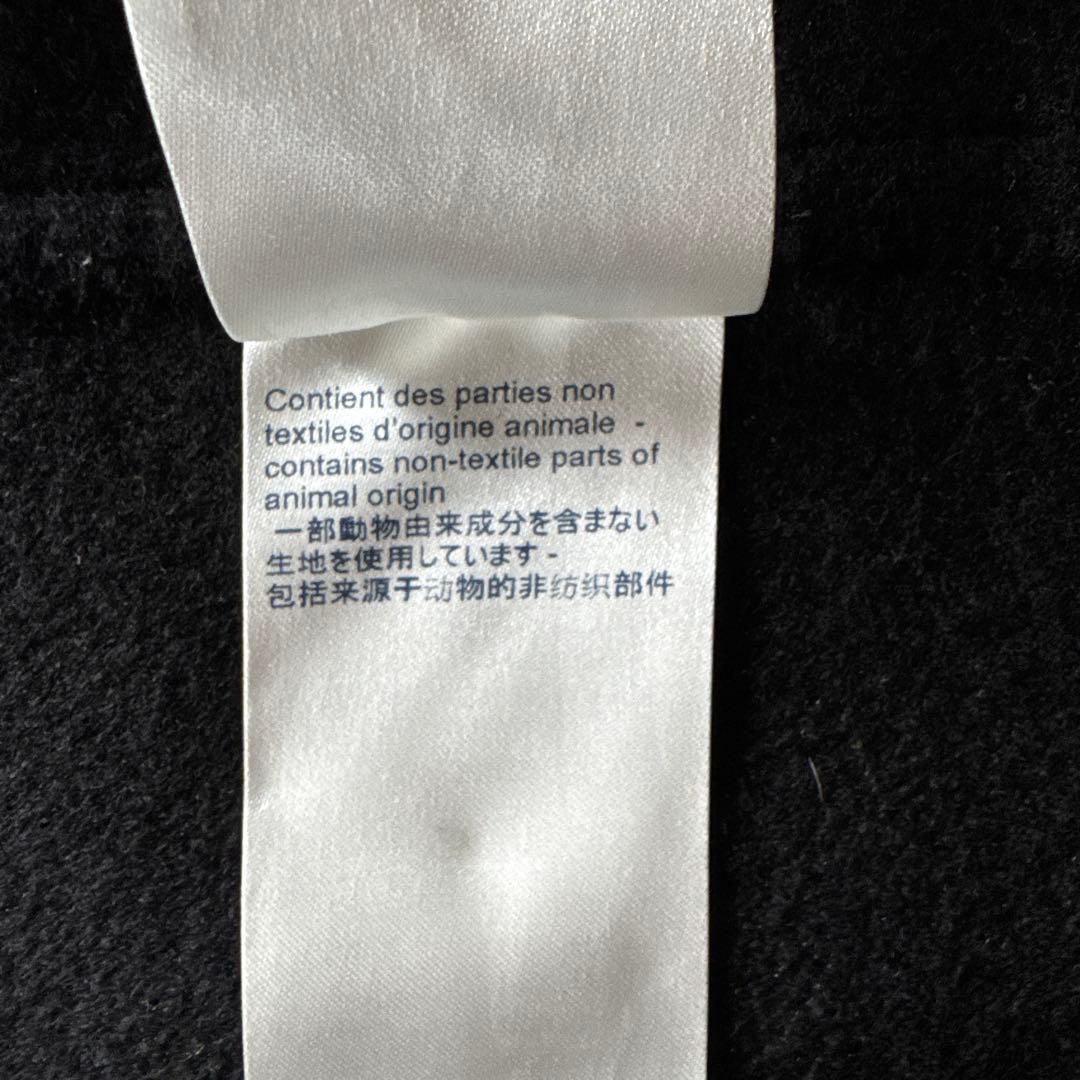 Contient des parties non
textiles d'origine animale -
contains non-textile parts of
animal origin
一部動物由来成分を含まない
生地を使用しています -
包括来源于动物的非纺织部件